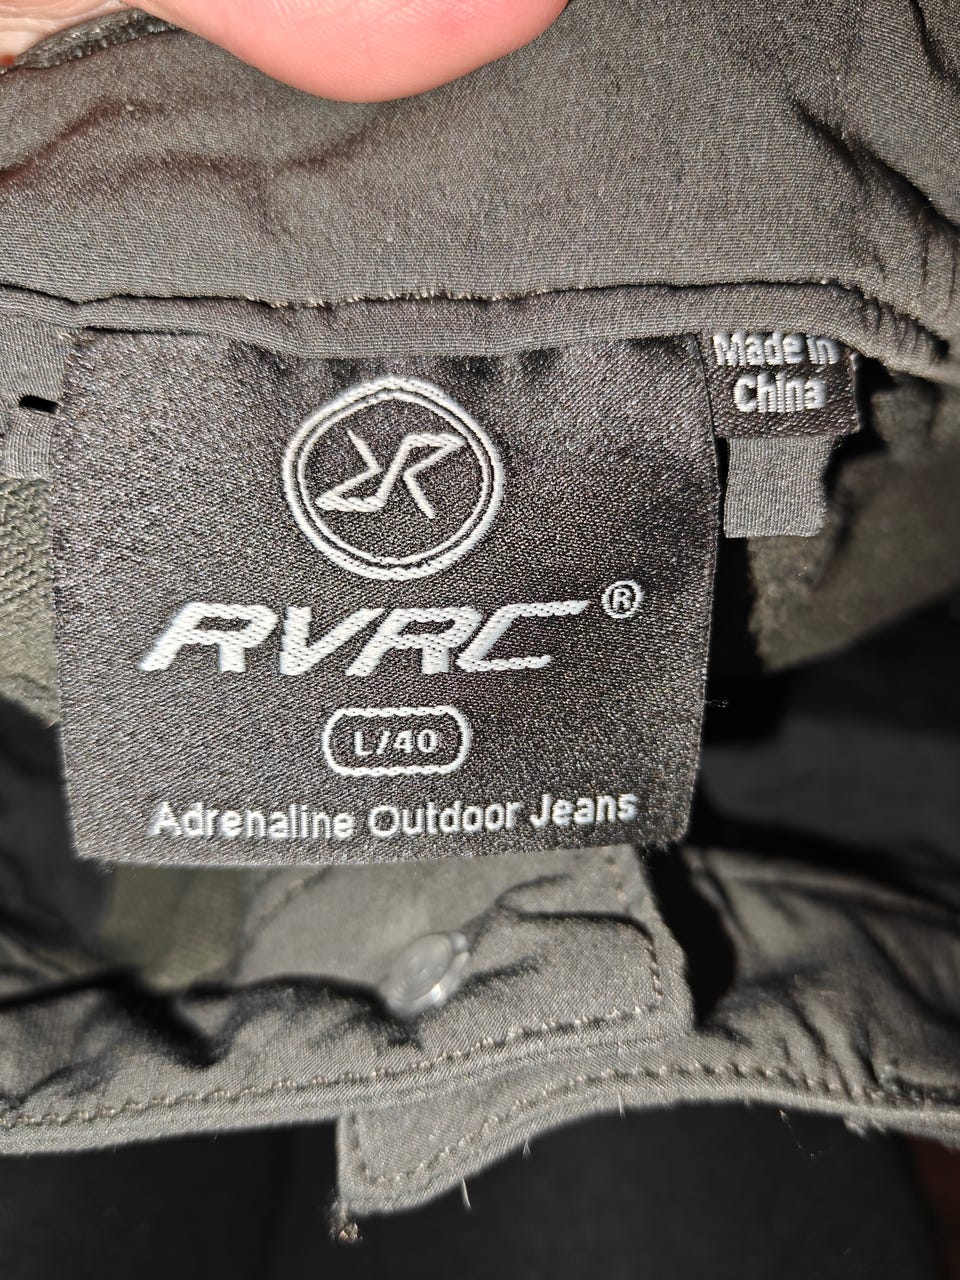 Made in
China
RVRC®
L/40
Adrenaline Outdoor Jeans